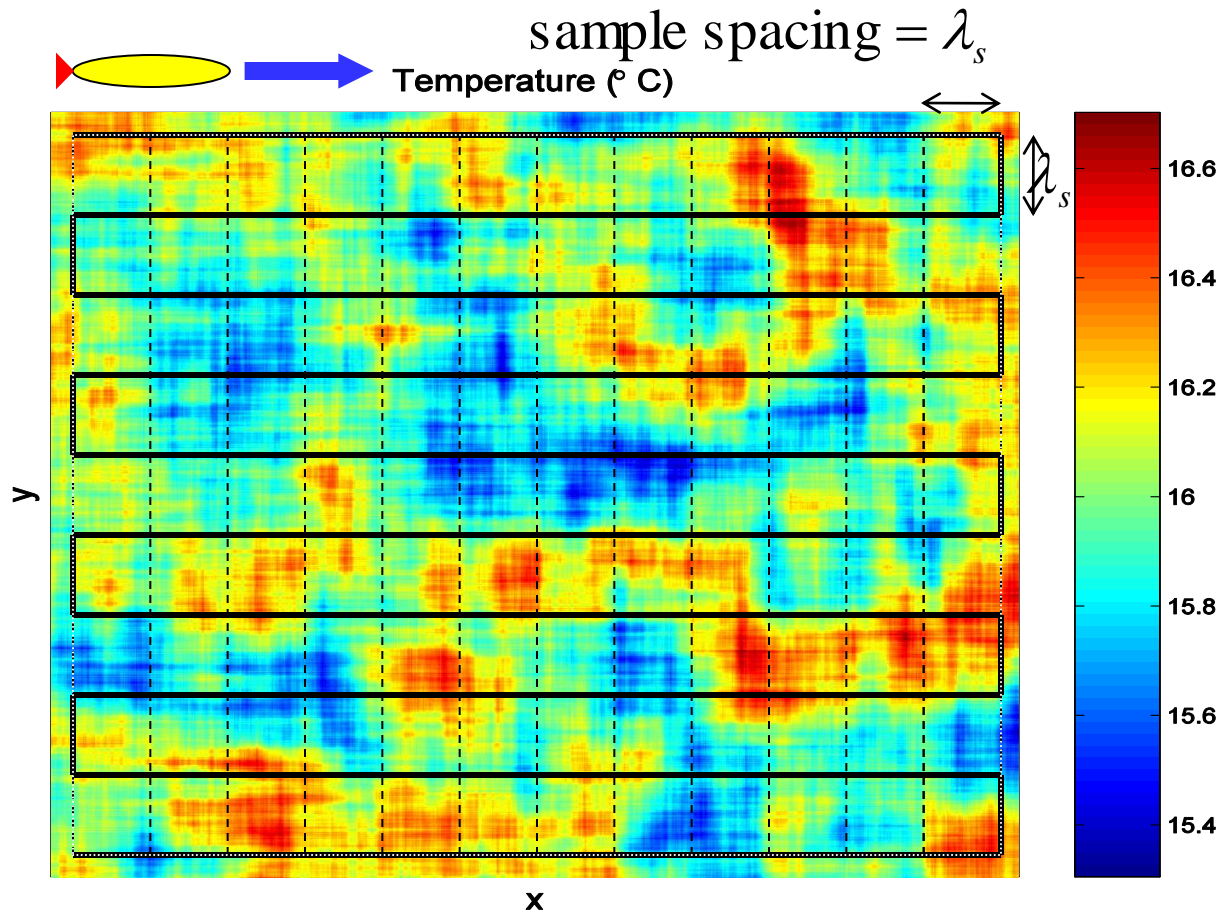 sample spacing = λs
Temperature (° C)
λs
16.6
16.4
16.2
16
15.8
15.6
15.4
y
x